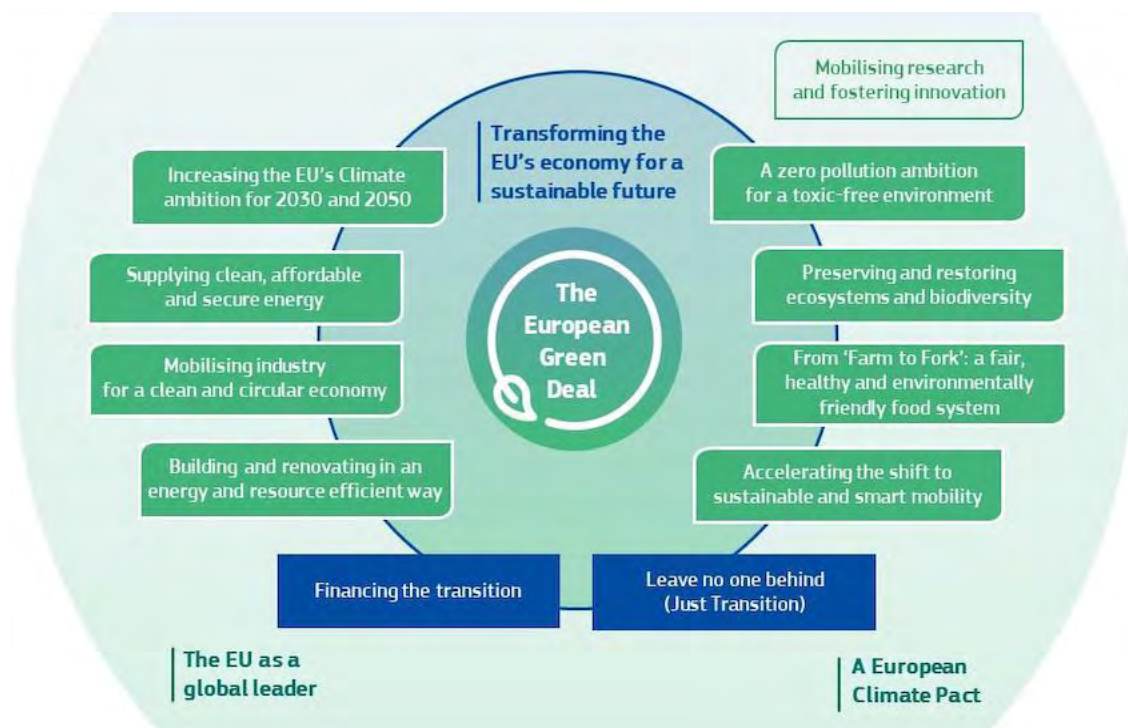 Mobilising research
and fostering innovation
Transforming the
EU's economy for a
sustainable future
Increasing the EU's Climate
ambition for 2030 and 2050
A zero pollution ambition
for a toxic-free environment
Supplying clean, affordable
and secure energy
Preserving and restoring
ecosystems and biodiversity
The
European
Green
Deal
Mobilising industry
for a clean and circular economy
From ‘Farm to Fork’: a fair,
healthy and environmentally
friendly food system
Building and renovating in an
energy and resource efficient way
Accelerating the shift to
sustainable and smart mobility
Financing the transition
Leave no one behind
(Just Transition)
The EU as a
global leader
A European
Climate Pact